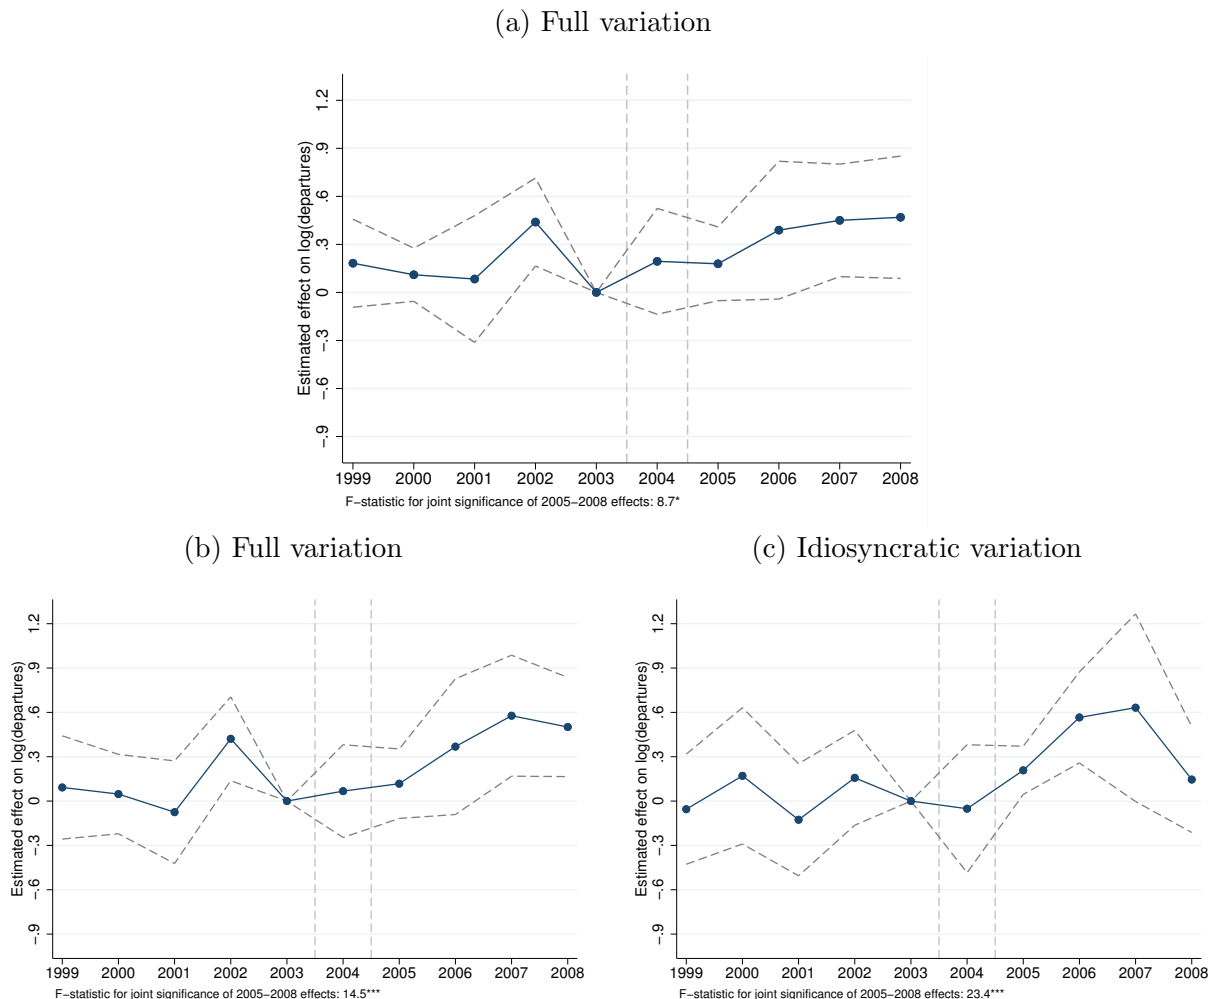 (a) Full variation
Estimated effect on log(departures)
1.2
.9
.6
.3
0
−.3
−.6
−.9
1999 2000 2001 2002 2003 2004 2005 2006 2007 2008
F−statistic for joint significance of 2005−2008 effects: 8.7*
(b) Full variation
Estimated effect on log(departures)
1.2
.9
.6
.3
0
−.3
−.6
−.9
1999 2000 2001 2002 2003 2004 2005 2006 2007 2008
F−statistic for joint significance of 2005−2008 effects: 14.5***
(c) Idiosyncratic variation
Estimated effect on log(departures)
1.2
.9
.6
.3
0
−.3
−.6
−.9
1999 2000 2001 2002 2003 2004 2005 2006 2007 2008
F−statistic for joint significance of 2005−2008 effects: 23.4***